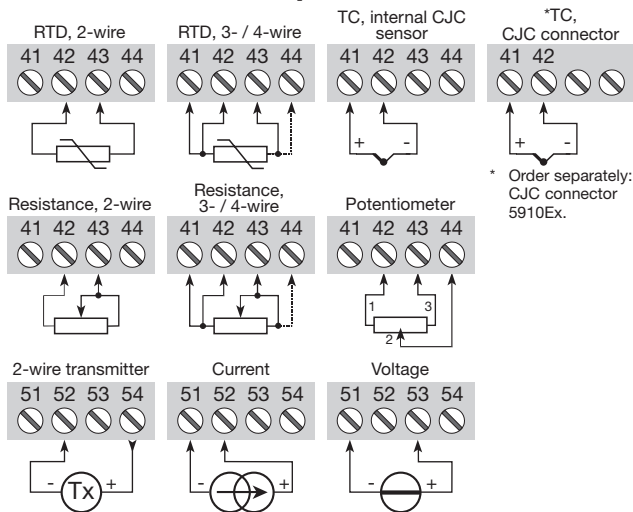 RTD, 2-wire
41 42 43 44
RTD, 3- / 4-wire
41 42 43 44
TC, internal CJC
sensor
41 42 43 44
+ -
*TC,
CJC connector
41 42
+ -
* Order separately:
CJC connector
5910Ex.
Resistance, 2-wire
41 42 43 44
Resistance,
3- / 4-wire
41 42 43 44
Potentiometer
41 42 43 44
1 3
2
2-wire transmitter
51 52 53 54
- Tx +
Current
51 52 53 54
- +
Voltage
51 52 53 54
- +